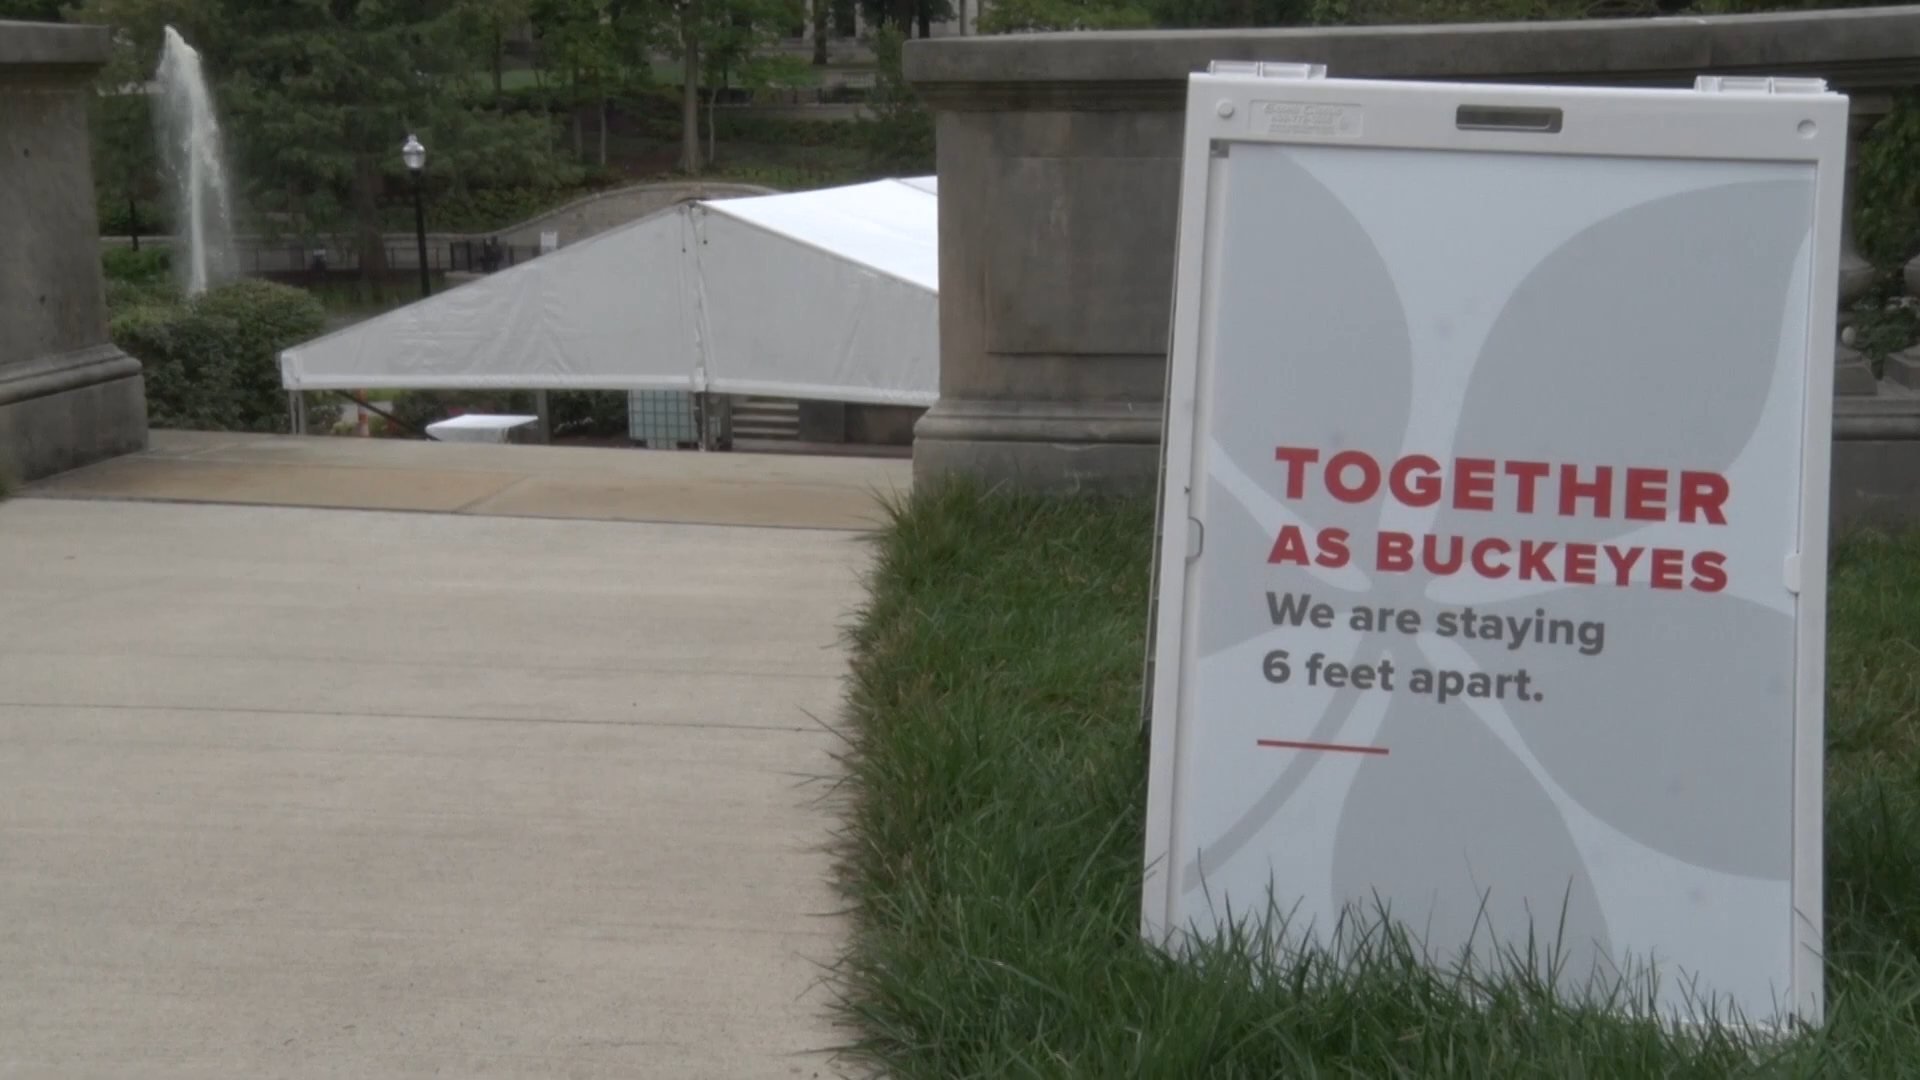 TOGETHER
AS BUCKEYES
We are staying
6 feet apart.